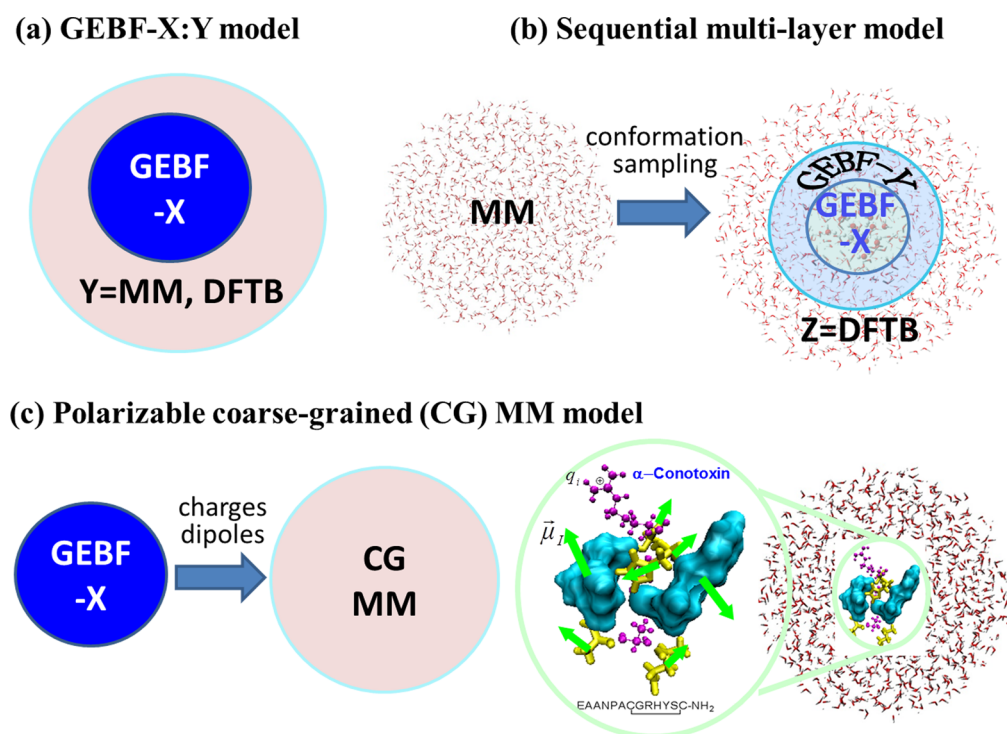 (a) GEBF-X:Y model
GEBF
-X
Y=MM, DFTB
(b) Sequential multi-layer model
MM
conformation
sampling
GEBF-Y
GEBF
-X
Z=DFTB
(c) Polarizable coarse-grained (CG) MM model
GEBF
-X
charges
dipoles
CG
MM
qᵢ
⊕
α-Conotoxin
μ⃗_I
EAANPACGRHYSC-NH₂